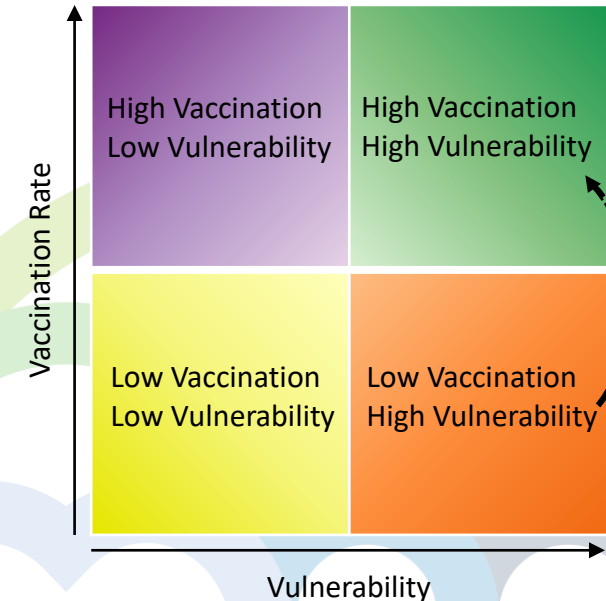 High Vaccination
Low Vulnerability
High Vaccination
High Vulnerability
Vaccination Rate
Low Vaccination
Low Vulnerability
Low Vaccination
High Vulnerability
Vulnerability